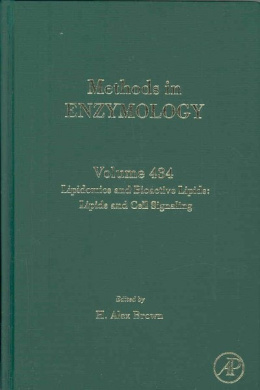 Methods in
ENZYMOLOGY
Volume 434
Lipidomics and Bioactive Lipids:
Lipids and Cell Signaling
Edited by
H. Alex Brown
AP